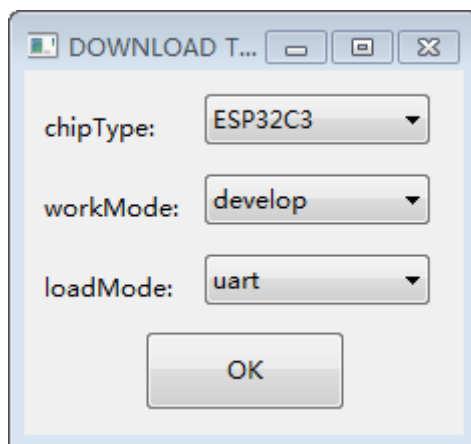 DOWNLOAD T...
chipType: ESP32C3
workMode: develop
loadMode: uart
OK